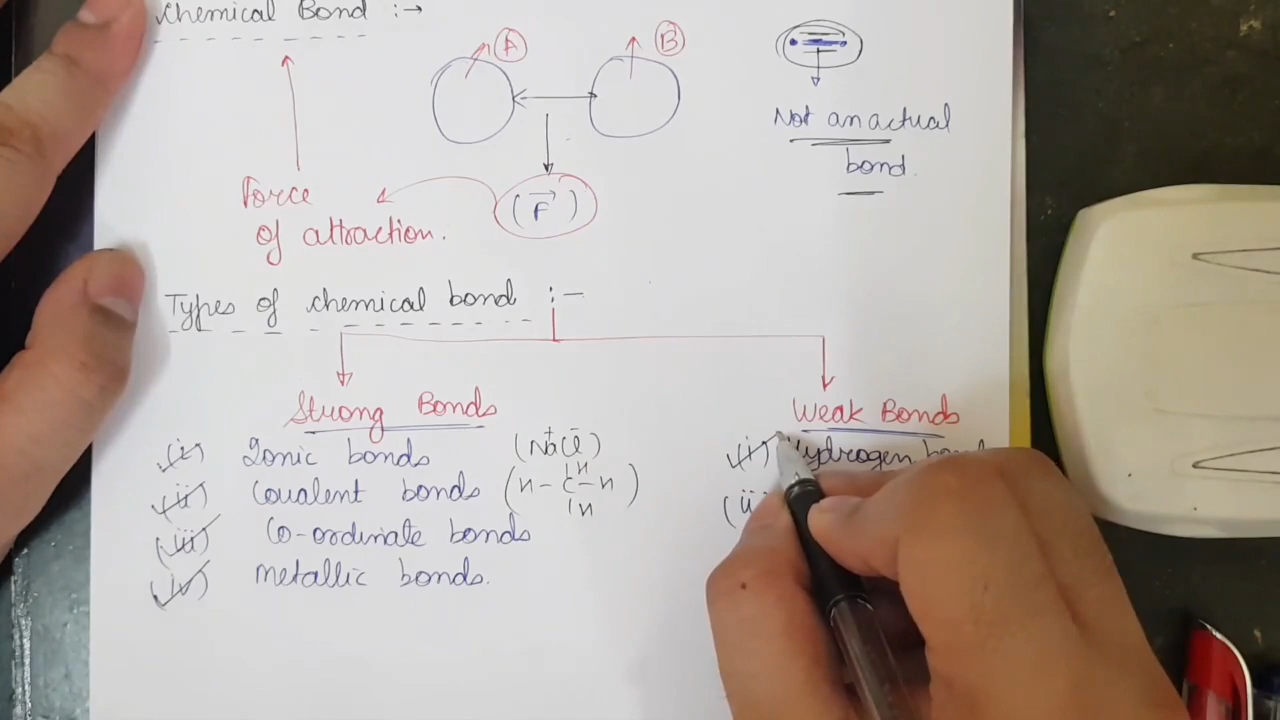 Chemical Bond :→
A
B
Not an actual
bond.
Force
of attraction.
(F⃗)
Types of chemical bond :-
Strong Bonds
(i) Ionic bonds (Na⁺Cl⁻)
(ii) Covalent bonds
H
H - C - H
H
(iii) Co-ordinate bonds
(iv) metallic bonds.
Weak Bonds
(i) Hydrogen bond
(ii